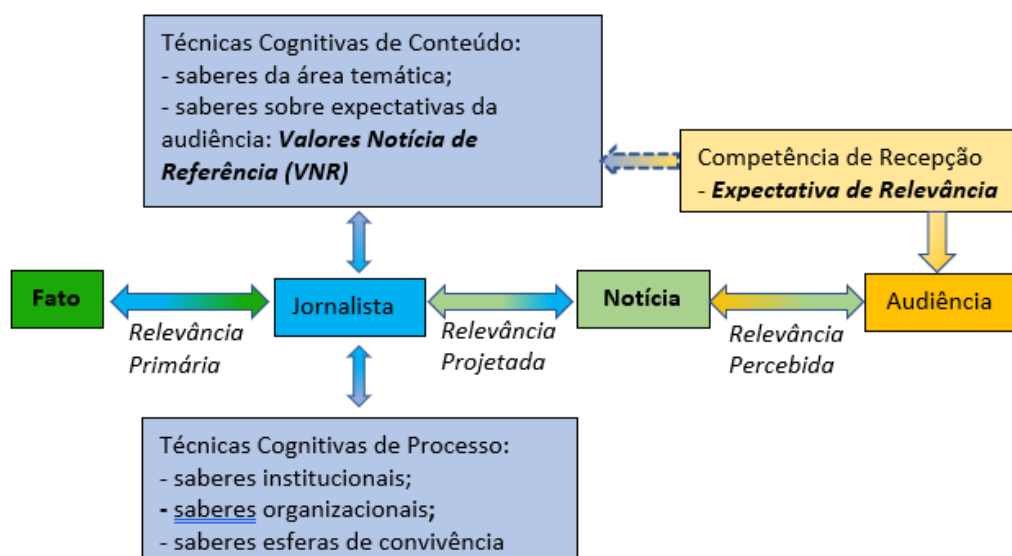 Técnicas Cognitivas de Conteúdo:
- saberes da área temática;
- saberes sobre expectativas da
audiência: Valores Notícia de
Referência (VNR)
Competência de Recepção
- Expectativa de Relevância
Fato
Relevância
Primária
Jornalista
Relevância
Projetada
Notícia
Relevância
Percebida
Audiência
Técnicas Cognitivas de Processo:
- saberes institucionais;
- saberes organizacionais;
- saberes esferas de convivência